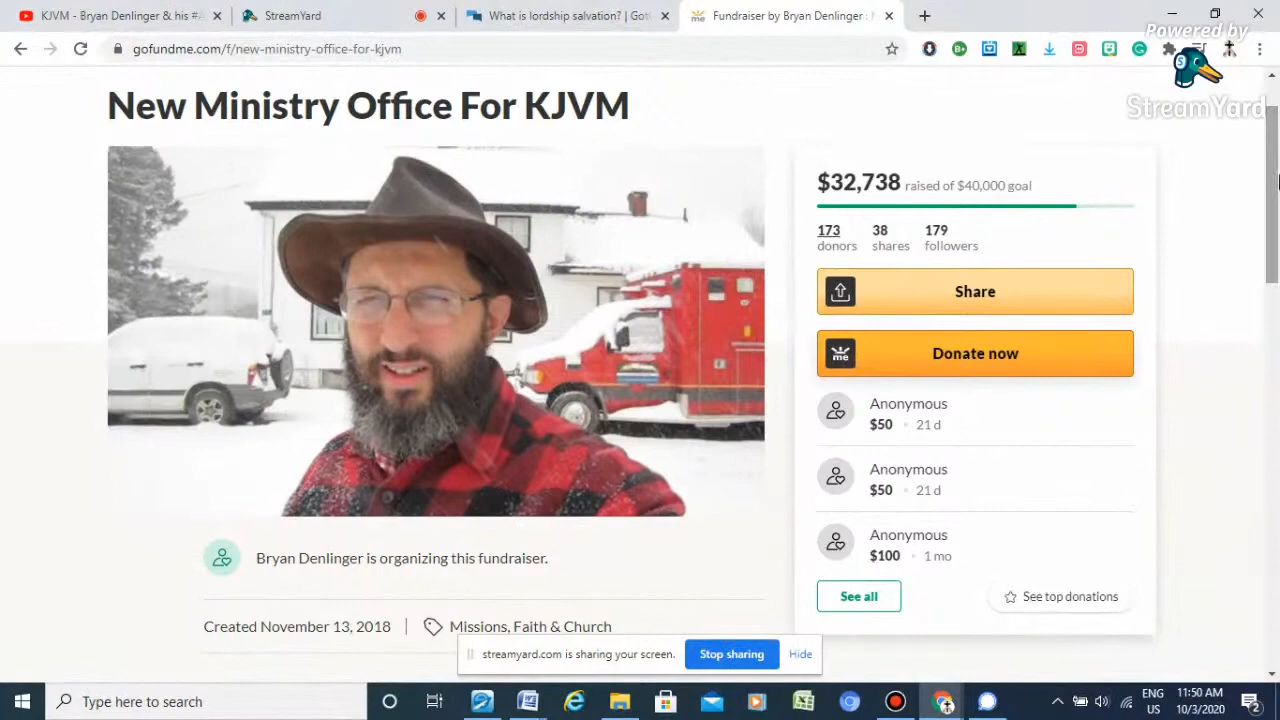 KJVM - Bryan Denlinger & his #A
StreamYard
What is lordship salvation? | Got
Fundraiser by Bryan Denlinger : N
gofundme.com/f/new-ministry-office-for-kjvm
Powered by
StreamYard
New Ministry Office For KJVM
$32,738 raised of $40,000 goal
173 38 179
donors shares followers
Share
me Donate now
Anonymous
$50 • 21 d
Anonymous
$50 • 21 d
Anonymous
$100 • 1 mo
See all See top donations
Bryan Denlinger is organizing this fundraiser.
Created November 13, 2018 | Missions, Faith & Church
streamyard.com is sharing your screen. Stop sharing Hide
Type here to search
ENG
US
11:50 AM
10/3/2020
2